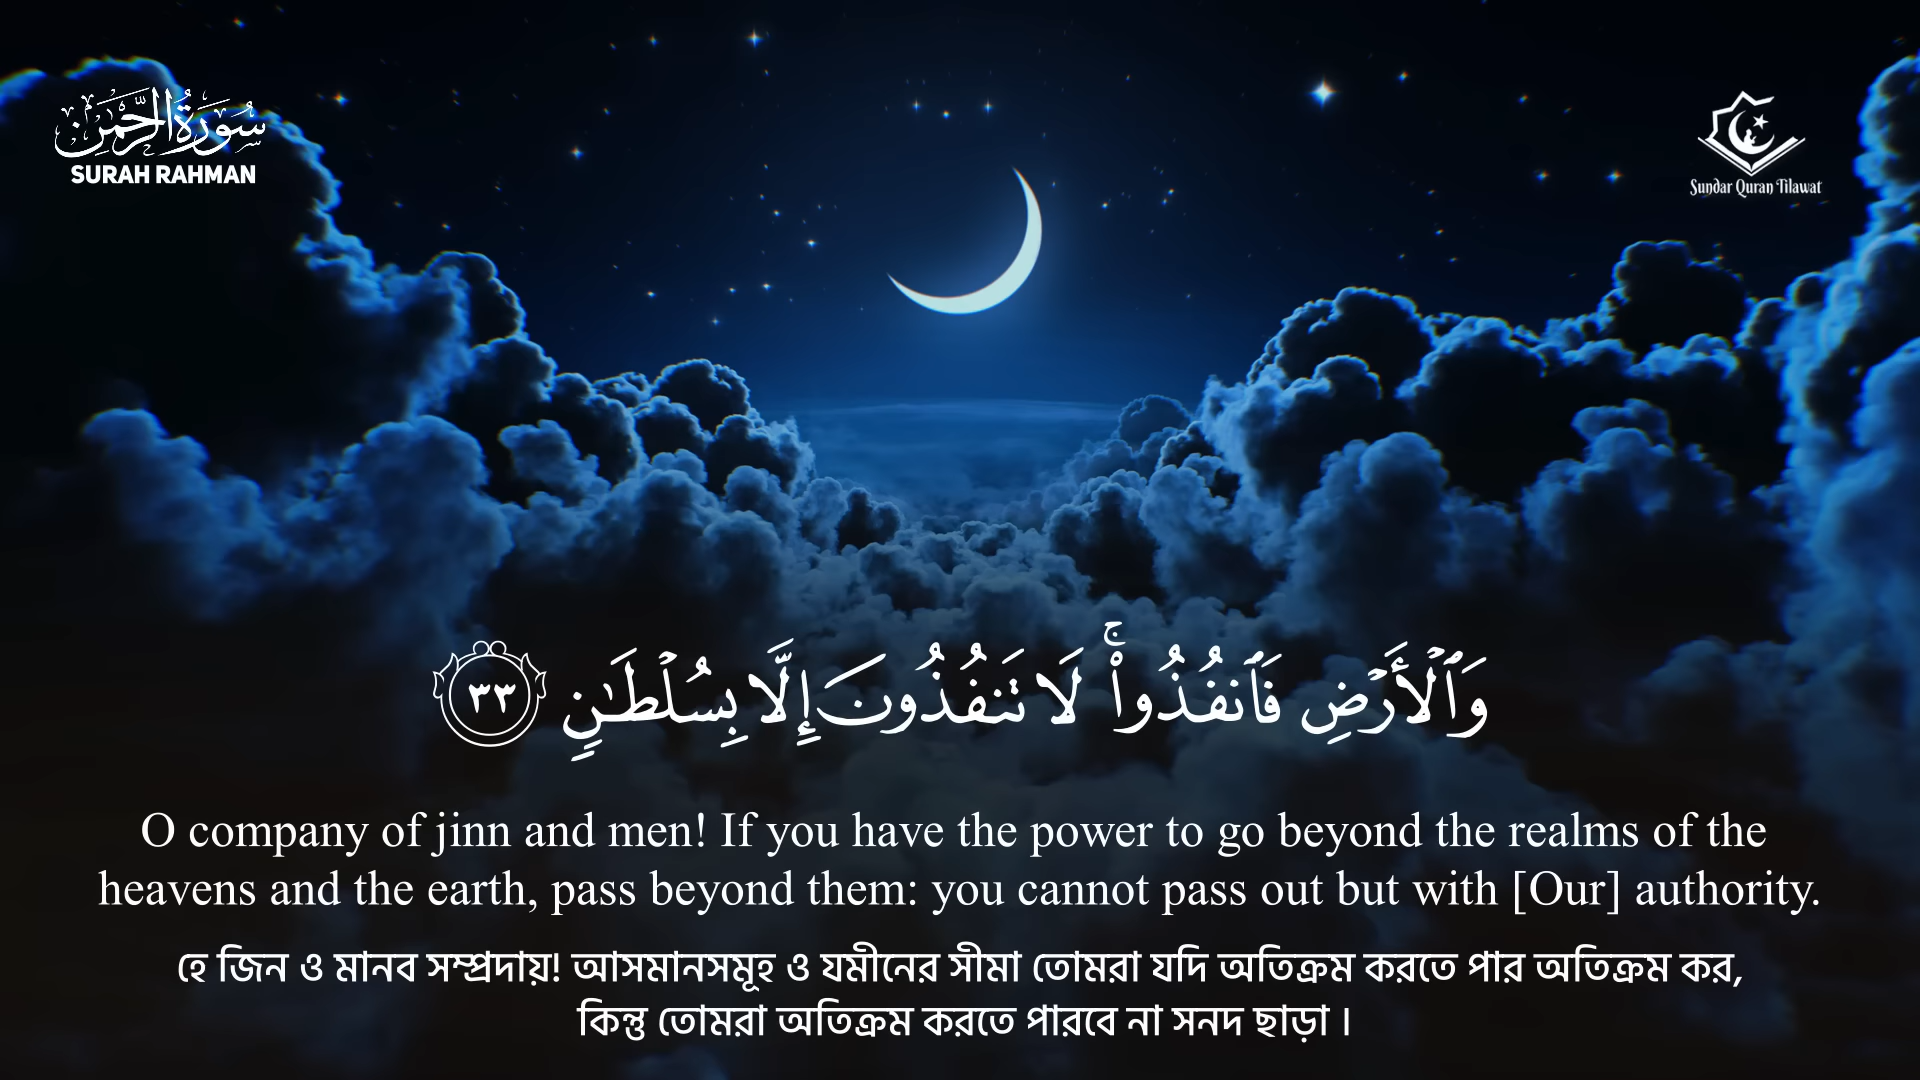 سُورَةُ الرَّحْمٰن
SURAH RAHMAN
Sundar Quran Tilawat
وَٱلْأَرْضِ فَٱنفُذُوا۟ ۚ لَا تَنفُذُونَ إِلَّا بِسُلْطَـٰنٍ ٣٣
O company of jinn and men! If you have the power to go beyond the realms of the
heavens and the earth, pass beyond them: you cannot pass out but with [Our] authority.
হে জিন ও মানব সম্প্রদায়! আসমানসমূহ ও যমীনের সীমা তোমরা যদি অতিক্রম করতে পার অতিক্রম কর,
কিন্তু তোমরা অতিক্রম করতে পারবে না সনদ ছাড়া ।